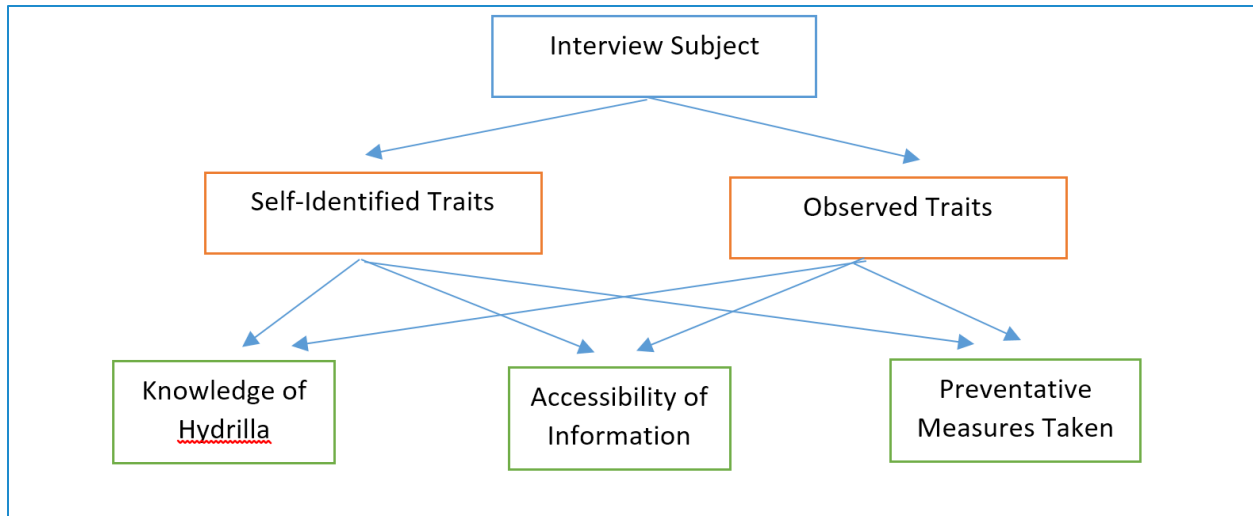 Interview Subject
Self-Identified Traits
Observed Traits
Knowledge of
Hydrilla
Accessibility of
Information
Preventative
Measures Taken